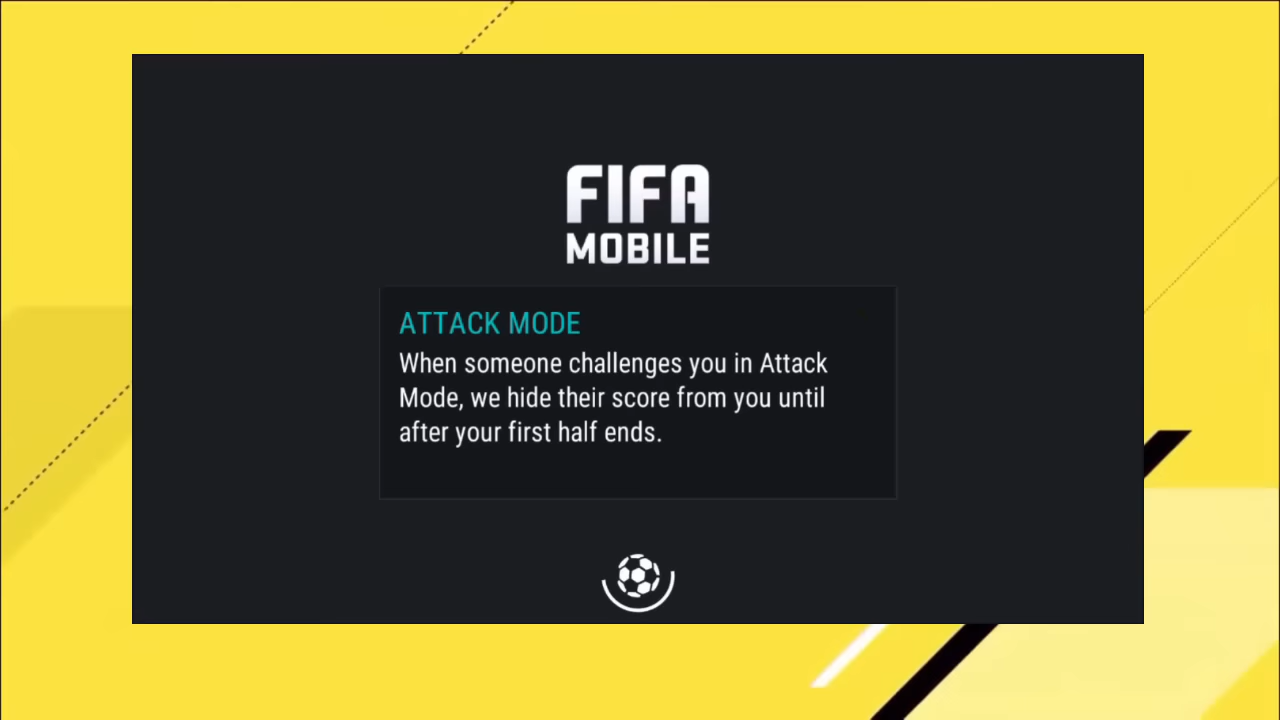 FIFA
MOBILE
ATTACK MODE
When someone challenges you in Attack
Mode, we hide their score from you until
after your first half ends.